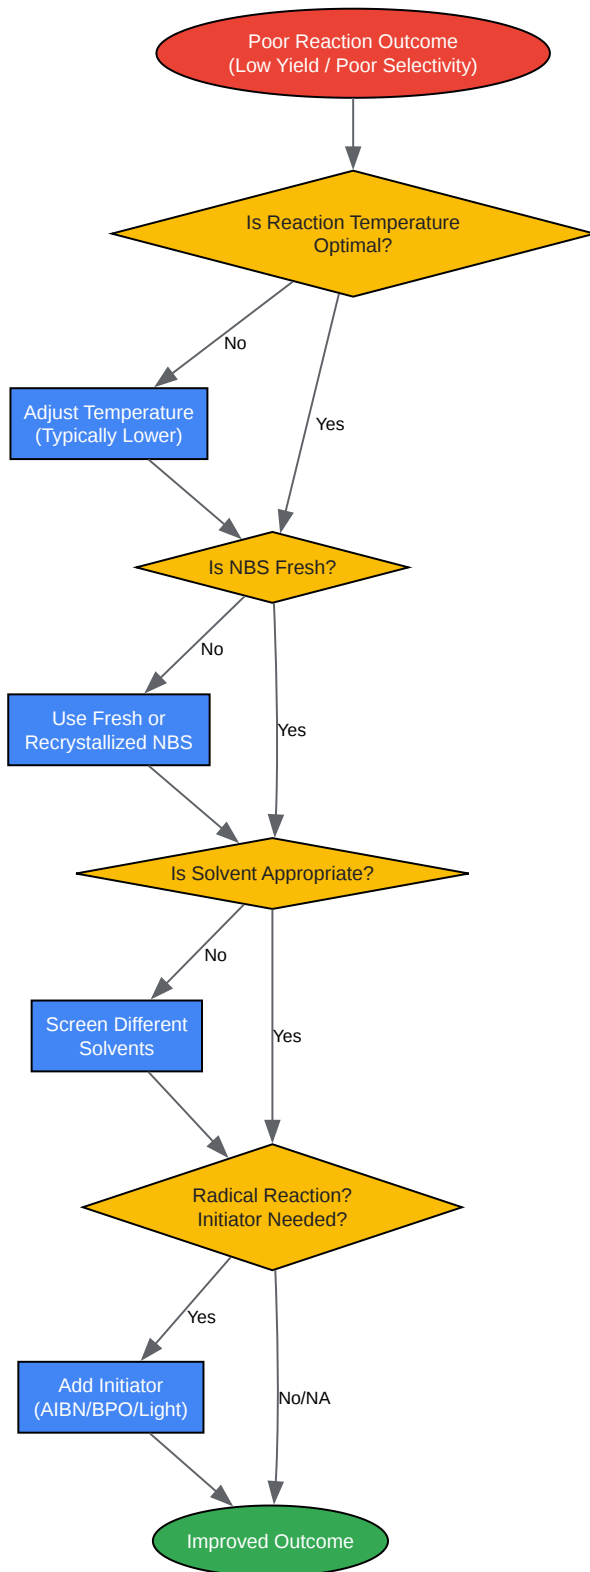 Poor Reaction Outcome
(Low Yield / Poor Selectivity)
Is Reaction Temperature
Optimal?
No
Yes
Adjust Temperature
(Typically Lower)
Is NBS Fresh?
No
Yes
Use Fresh or
Recrystallized NBS
Is Solvent Appropriate?
No
Yes
Screen Different
Solvents
Radical Reaction?
Initiator Needed?
Yes
No/NA
Add Initiator
(AIBN/BPO/Light)
Improved Outcome